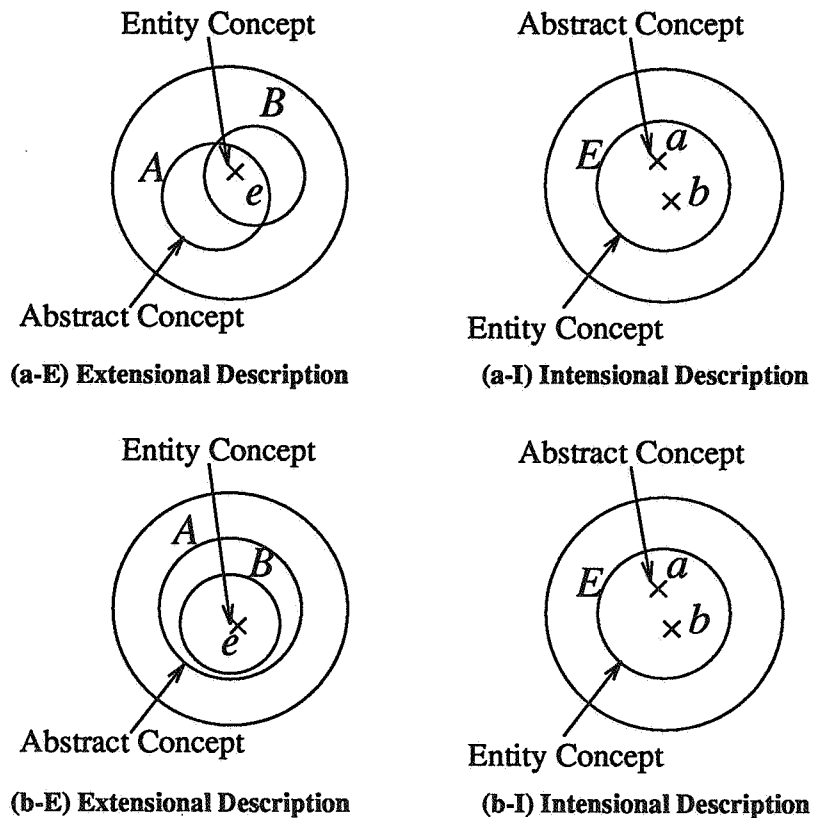 Entity Concept
B
A
e
Abstract Concept
(a-E) Extensional Description
Abstract Concept
a
E
b
Entity Concept
(a-I) Intensional Description
Entity Concept
A
B
e
Abstract Concept
(b-E) Extensional Description
Abstract Concept
a
E
b
Entity Concept
(b-I) Intensional Description